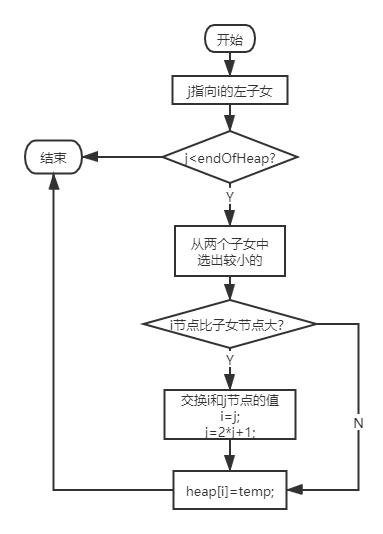 开始
j指向i的左子女
j<endOfHeap?
结束
Y
从两个子女中
选出较小的
i节点比子女节点大?
Y
N
交换i和j节点的值
i=j;
j=2*j+1;
heap[i]=temp;